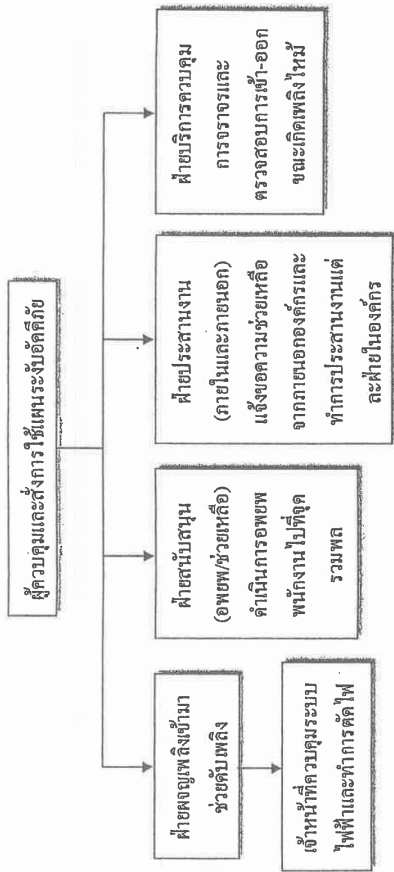 ผู้ควบคุมและสั่งการใช้แผนระงับอัคคีภัย
ฝ่ายผจญเพลิงเข้ามา
ช่วยดับเพลิง
เจ้าหน้าที่ควบคุมระบบ
ไฟฟ้าและทำการตัดไฟ
ฝ่ายสนับสนุน
(อพยพ/ช่วยเหลือ)
ดำเนินการอพยพ
พนักงานไปที่จุด
รวมพล
ฝ่ายประสานงาน
(ภายในและภายนอก)
แจ้งขอความช่วยเหลือ
จากภายนอกองค์กรและ
ทำการประสานงานแต่
ละฝ่ายในองค์กร
ฝ่ายบริการควบคุม
การจราจรและ
ตรวจสอบการเข้า-ออก
ขณะเกิดเพลิงไหม้